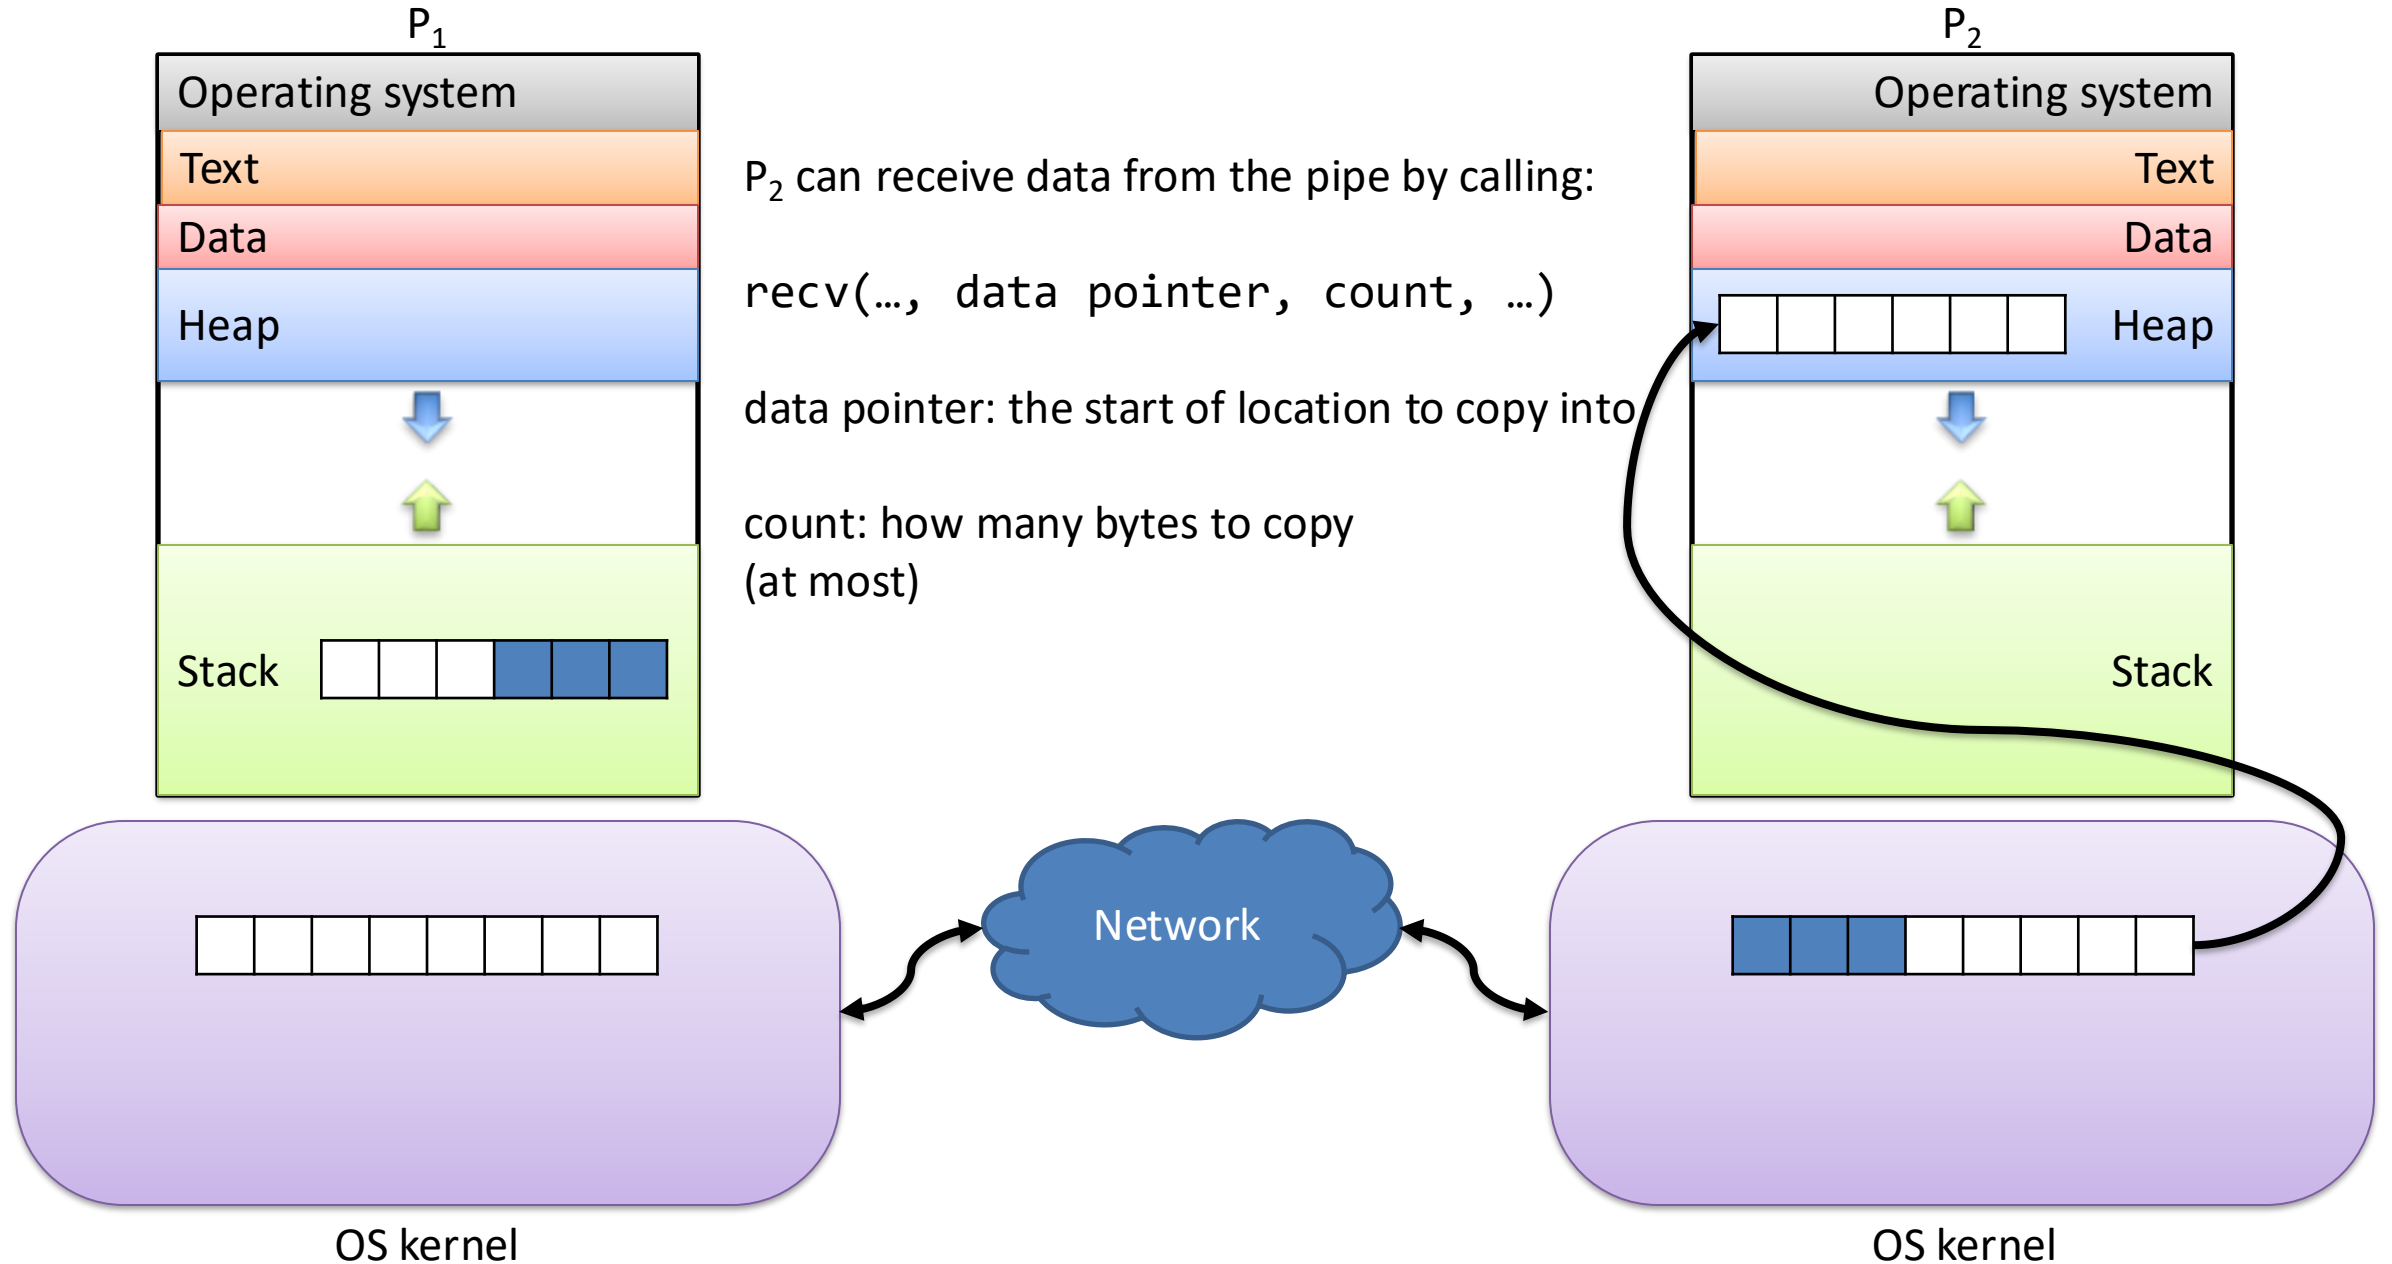 P1
Operating system
Text
Data
Heap
Stack
OS kernel
P2 can receive data from the pipe by calling:
recv(…, data pointer, count, …)
data pointer: the start of location to copy into
count: how many bytes to copy
(at most)
Network
P2
Operating system
Text
Data
Heap
Stack
OS kernel